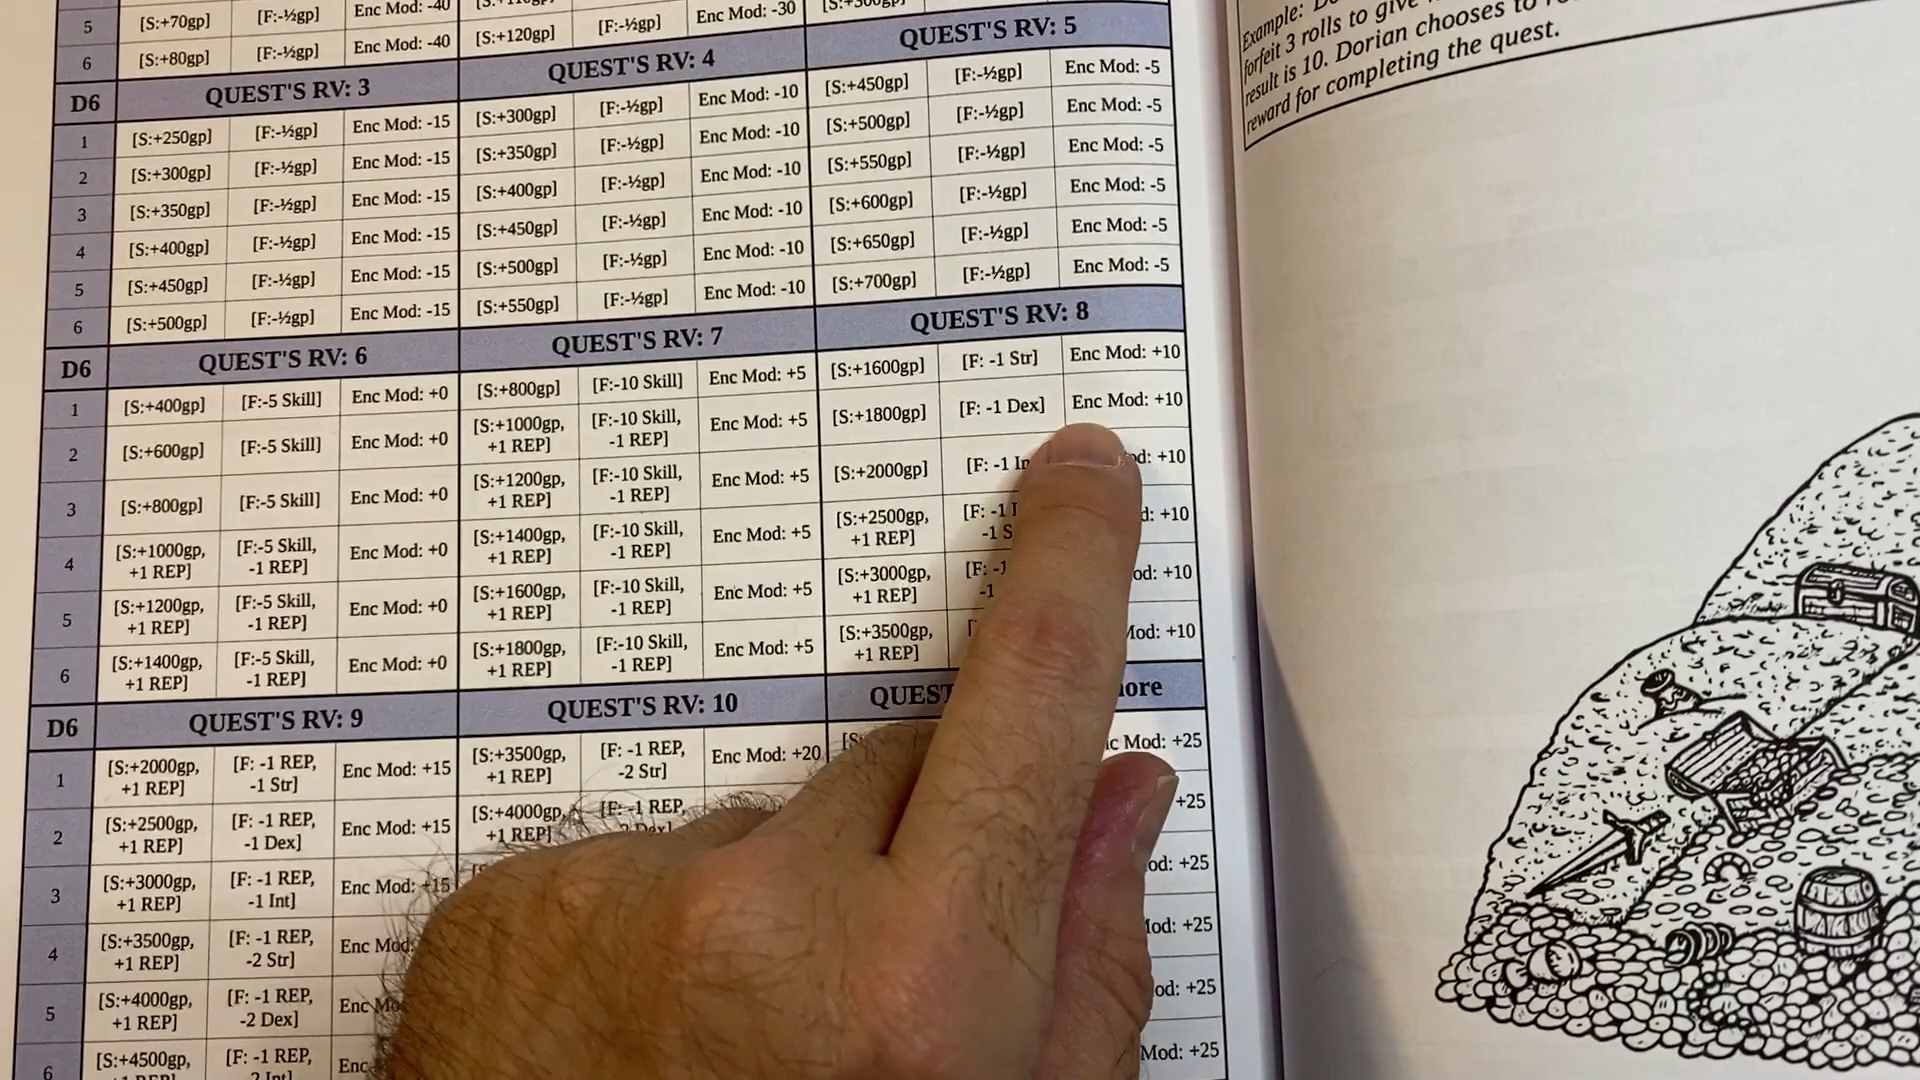 5 [S:+70gp] [F:-½gp] Enc Mod: -40 Enc Mod: -30
6 [S:+80gp] [F:-½gp] Enc Mod: -40 [S:+120gp] [F:-½gp]
D6 QUEST'S RV: 3 QUEST'S RV: 4 QUEST'S RV: 5
1 [S:+250gp] [F:-½gp] Enc Mod: -15 [S:+300gp] [F:-½gp] Enc Mod: -10 [S:+450gp] [F:-½gp] Enc Mod: -5
2 [S:+300gp] [F:-½gp] Enc Mod: -15 [S:+350gp] [F:-½gp] Enc Mod: -10 [S:+500gp] [F:-½gp] Enc Mod: -5
3 [S:+350gp] [F:-½gp] Enc Mod: -15 [S:+400gp] [F:-½gp] Enc Mod: -10 [S:+550gp] [F:-½gp] Enc Mod: -5
4 [S:+400gp] [F:-½gp] Enc Mod: -15 [S:+450gp] [F:-½gp] Enc Mod: -10 [S:+600gp] [F:-½gp] Enc Mod: -5
5 [S:+450gp] [F:-½gp] Enc Mod: -15 [S:+500gp] [F:-½gp] Enc Mod: -10 [S:+650gp] [F:-½gp] Enc Mod: -5
6 [S:+500gp] [F:-½gp] Enc Mod: -15 [S:+550gp] [F:-½gp] Enc Mod: -10 [S:+700gp] [F:-½gp] Enc Mod: -5
D6 QUEST'S RV: 6 QUEST'S RV: 7 QUEST'S RV: 8
1 [S:+400gp] [F:-5 Skill] Enc Mod: +0 [S:+800gp] [F:-10 Skill] Enc Mod: +5 [S:+1600gp] [F: -1 Str] Enc Mod: +10
2 [S:+600gp] [F:-5 Skill] Enc Mod: +0 [S:+1000gp, [F:-10 Skill, Enc Mod: +5 [S:+1800gp] [F: -1 Dex] Enc Mod: +10
+1 REP] -1 REP]
3 [S:+800gp] [F:-5 Skill] Enc Mod: +0 [S:+1200gp, [F:-10 Skill, Enc Mod: +5 [S:+2000gp] [F: -1 +10
+1 REP] -1 REP]
4 [S:+1000gp, [F:-5 Skill, Enc Mod: +0 [S:+1400gp, [F:-10 Skill, Enc Mod: +5 [S:+2500gp, [F: -1 +10
+1 REP] -1 REP] +1 REP] -1 REP] +1 REP]
5 [S:+1200gp, [F:-5 Skill, Enc Mod: +0 [S:+1600gp, [F:-10 Skill, Enc Mod: +5 [S:+3000gp, [F: -1 +10
+1 REP] -1 REP] +1 REP] -1 REP] +1 REP] -1
6 [S:+1400gp, [F:-5 Skill, Enc Mod: +0 [S:+1800gp, [F:-10 Skill, Enc Mod: +5 [S:+3500gp, Mod: +10
+1 REP] -1 REP] +1 REP] -1 REP] +1 REP]
D6 QUEST'S RV: 9 QUEST'S RV: 10
1 [S:+2000gp, [F: -1 REP, Enc Mod: +15 [S:+3500gp, [F: -1 REP, Enc Mod: +20 Mod: +25
+1 REP] -1 Str] +1 REP] -2 Str]
2 [S:+2500gp, [F: -1 REP, Enc Mod: +15 [S:+4000gp, [F: -1 REP, +25
+1 REP] -1 Dex] +1 REP]
3 [S:+3000gp, [F: -1 REP, Enc Mod: +15 +25
+1 REP] -1 Int]
4 [S:+3500gp, [F: -1 REP, Enc Mod: Mod: +25
+1 REP] -2 Str]
5 [S:+4000gp, [F: -1 REP, Enc +25
+1 REP] -2 Dex]
6 [S:+4500gp, [F: -1 REP, Enc Mod: +25
Example:
forfeit 3 rolls to give
result is 10. Dorian chooses to
reward for completing the quest.